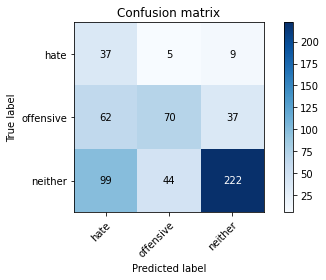 Confusion matrix
hate 37 5 9
offensive 62 70 37
neither 99 44 222
hate offensive neither
True label
Predicted label
200
175
150
125
100
75
50
25